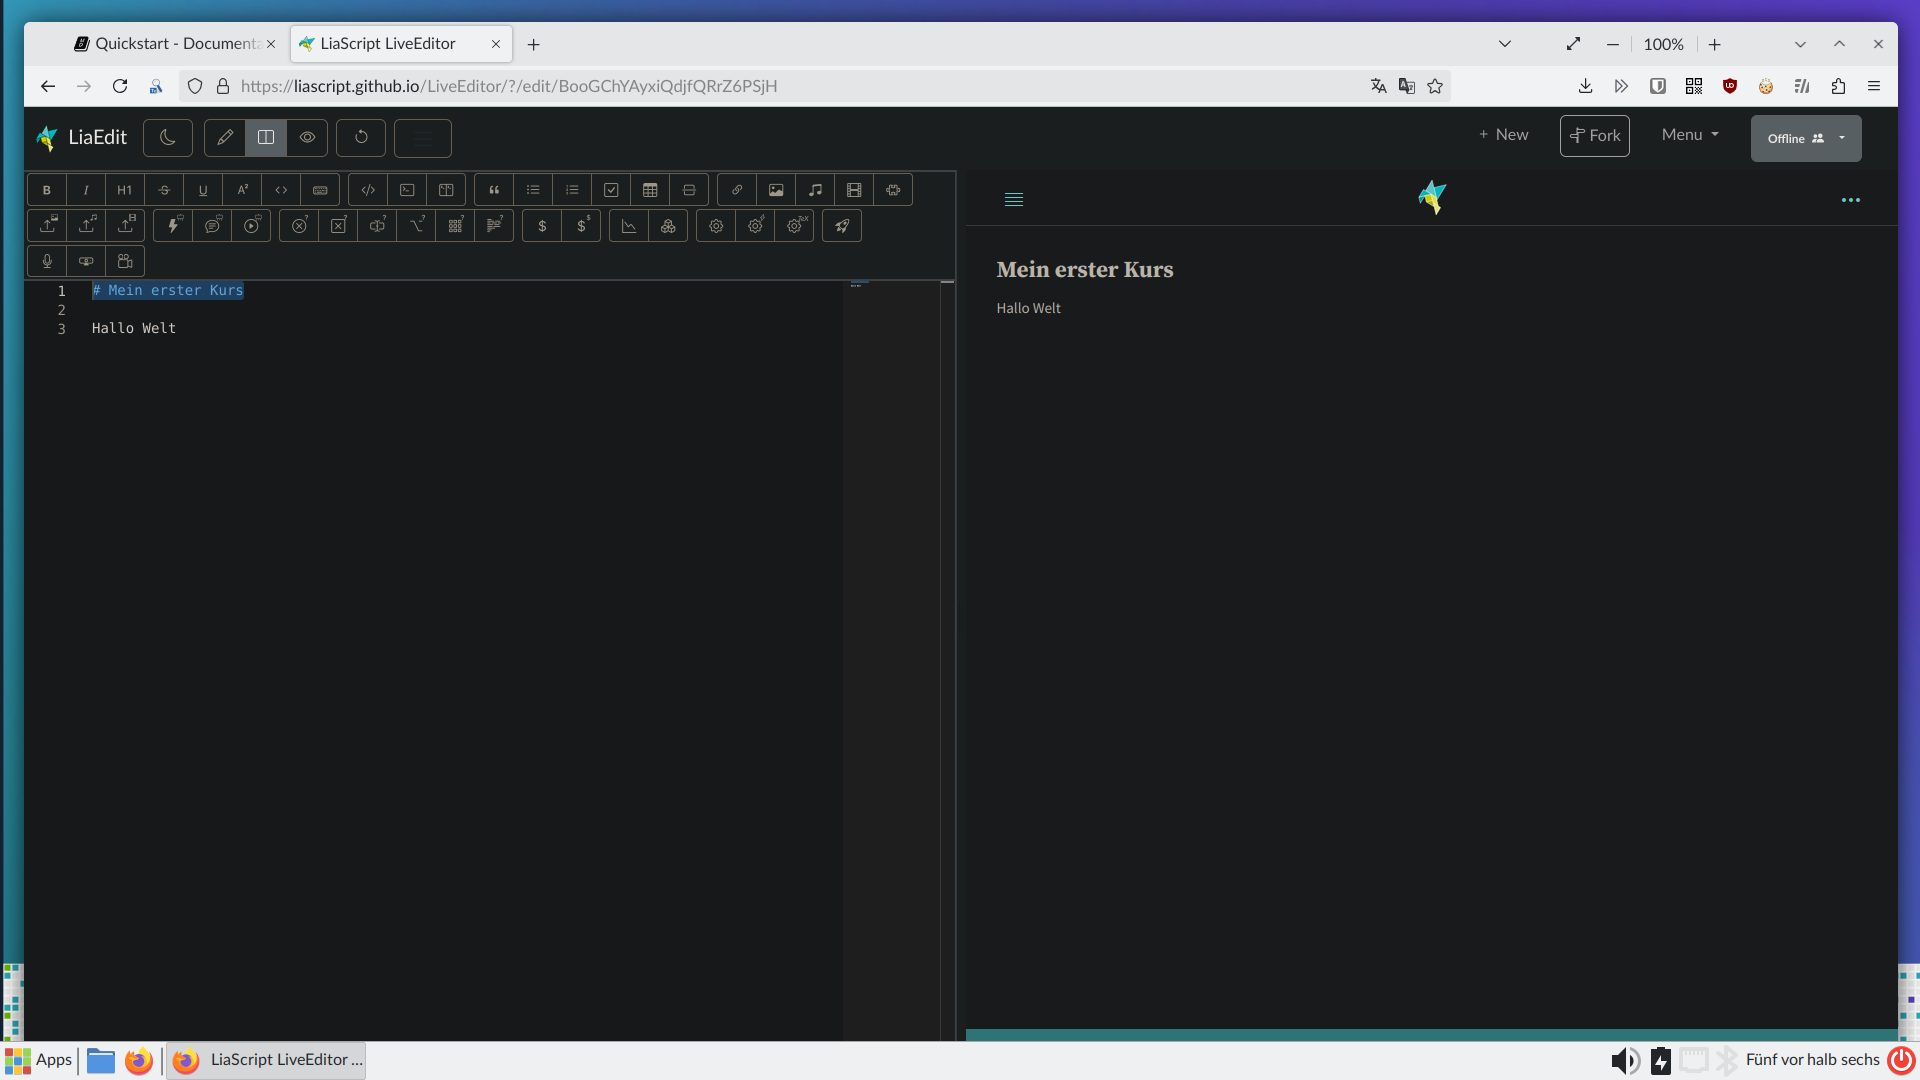 Quickstart - Documenta
LiaScript LiveEditor
100%
https://liascript.github.io/LiveEditor/?/edit/BooGChYAyxiQdjfQRrZ6PSjH
LiaEdit
+ New
Fork
Menu
Offline
B I H1 S U A²
$ $
1 # Mein erster Kurs
2
3 Hallo Welt
Mein erster Kurs
Hallo Welt
Apps
LiaScript LiveEditor ...
Fünf vor halb sechs